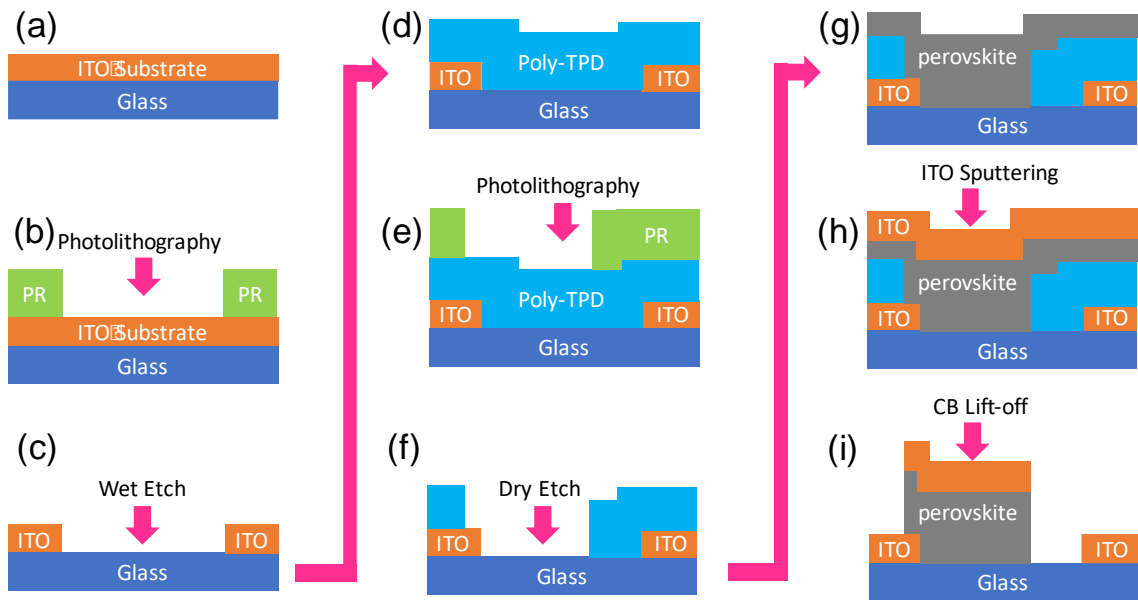 (a)
ITO Substrate
Glass
(b)
Photolithography
PR
PR
ITO Substrate
Glass
(c)
Wet Etch
ITO
ITO
Glass
(d)
Poly-TPD
ITO
ITO
Glass
Photolithography
(e)
PR
Poly-TPD
ITO
ITO
Glass
(f)
Dry Etch
ITO
ITO
Glass
(g)
perovskite
ITO
ITO
Glass
ITO Sputtering
(h)
ITO
perovskite
ITO
ITO
Glass
CB Lift-off
(i)
perovskite
ITO
ITO
Glass